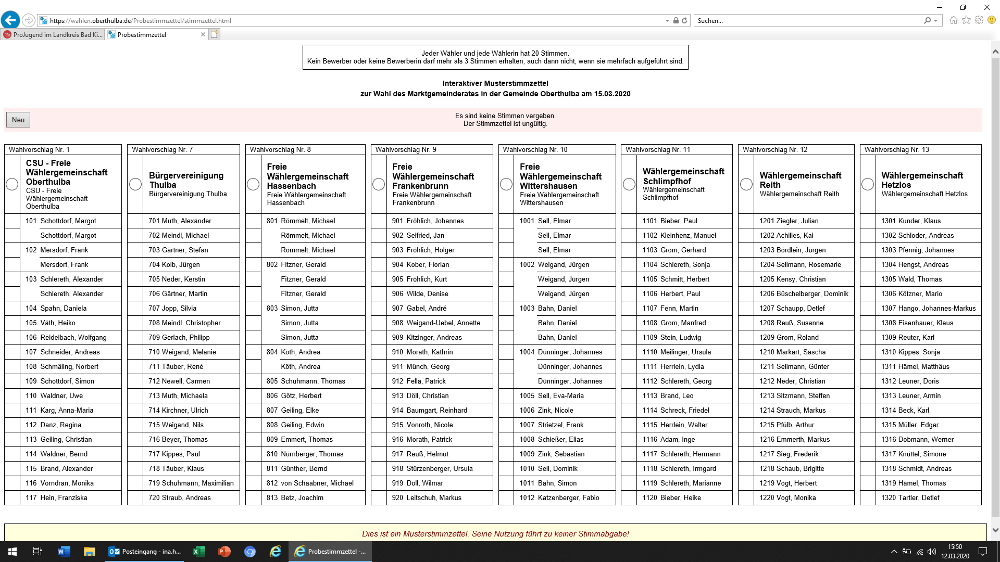 https://wahlen.oberthulba.de/Probestimmzettel/stimmzettel.html
Suchen...
ProJugend im Landkreis Bad Ki...
Probestimmzettel
Jeder Wähler und jede Wählerin hat 20 Stimmen.
Kein Bewerber oder keine Bewerberin darf mehr als 3 Stimmen erhalten, auch dann nicht, wenn sie mehrfach aufgeführt sind.
Interaktiver Musterstimmzettel
zur Wahl des Marktgemeinderates in der Gemeinde Oberthulba am 15.03.2020
Neu
Es sind keine Stimmen vergeben.
Der Stimmzettel ist ungültig.
Wahlvorschlag Nr. 1
CSU - Freie
Wählergemeinschaft
Oberthulba
CSU - Freie
Wählergemeinschaft
Oberthulba
101 Schottdorf, Margot
Schottdorf, Margot
102 Mersdorf, Frank
Mersdorf, Frank
103 Schlereth, Alexander
Schlereth, Alexander
104 Spahn, Daniela
105 Väth, Heiko
106 Reidelbach, Wolfgang
107 Schneider, Andreas
108 Schmäling, Norbert
109 Schottdorf, Simon
110 Waldner, Uwe
111 Karg, Anna-Maria
112 Danz, Regina
113 Geiling, Christian
114 Waldner, Bernd
115 Brand, Alexander
116 Vorndran, Monika
117 Hein, Franziska
Wahlvorschlag Nr. 7
Bürgervereinigung
Thulba
Bürgervereinigung Thulba
701 Muth, Alexander
702 Meindl, Michael
703 Gärtner, Stefan
704 Kolb, Jürgen
705 Neder, Kerstin
706 Gärtner, Martin
707 Jopp, Silvia
708 Meindl, Christopher
709 Gerlach, Philipp
710 Weigand, Melanie
711 Täuber, René
712 Newell, Carmen
713 Muth, Michaela
714 Kirchner, Ulrich
715 Weigand, Nils
716 Beyer, Thomas
717 Kippes, Paul
718 Täuber, Klaus
719 Schuhmann, Maximilian
720 Straub, Andreas
Wahlvorschlag Nr. 8
Freie
Wählergemeinschaft
Hassenbach
Freie Wählergemeinschaft
Hassenbach
801 Römmelt, Michael
Römmelt, Michael
Römmelt, Michael
802 Fitzner, Gerald
Fitzner, Gerald
Fitzner, Gerald
803 Simon, Jutta
Simon, Jutta
Simon, Jutta
804 Köth, Andrea
Köth, Andrea
805 Schuhmann, Thomas
806 Götz, Herbert
807 Geiling, Elke
808 Geiling, Edwin
809 Emmert, Thomas
810 Nürnberger, Thomas
811 Günther, Bernd
812 von Schaabner, Michael
813 Betz, Joachim
Wahlvorschlag Nr. 9
Freie
Wählergemeinschaft
Frankenbrunn
Freie Wählergemeinschaft
Frankenbrunn
901 Fröhlich, Johannes
902 Seifried, Jan
903 Fröhlich, Holger
904 Kober, Florian
905 Fröhlich, Kurt
906 Wilde, Denise
907 Gabel, André
908 Weigand-Uebel, Annette
909 Kitzinger, Andreas
910 Morath, Kathrin
911 Münch, Georg
912 Fella, Patrick
913 Döll, Christian
914 Baumgart, Reinhard
915 Vonroth, Nicole
916 Morath, Patrick
917 Reuß, Helmut
918 Stürzenberger, Ursula
919 Döll, Wilmar
920 Leitschuh, Markus
Wahlvorschlag Nr. 10
Freie
Wählergemeinschaft
Wittershausen
Freie Wählergemeinschaft
Wittershausen
1001 Sell, Elmar
Sell, Elmar
Sell, Elmar
1002 Weigand, Jürgen
Weigand, Jürgen
Weigand, Jürgen
1003 Bahn, Daniel
Bahn, Daniel
Bahn, Daniel
1004 Dünninger, Johannes
Dünninger, Johannes
Dünninger, Johannes
1005 Sell, Eva-Maria
1006 Zink, Nicole
1007 Strietzel, Frank
1008 Schießer, Elias
1009 Zink, Sebastian
1010 Sell, Dominik
1011 Bahn, Simon
1012 Katzenberger, Fabio
Wahlvorschlag Nr. 11
Wählergemeinschaft
Schlimpfhof
Wählergemeinschaft
Schlimpfhof
1101 Bieber, Paul
1102 Kleinhenz, Manuel
1103 Grom, Gerhard
1104 Schlereth, Sonja
1105 Schmitt, Herbert
1106 Herbert, Paul
1107 Fenn, Martin
1108 Grom, Manfred
1109 Stein, Ludwig
1110 Meilinger, Ursula
1111 Herrlein, Lydia
1112 Schlereth, Georg
1113 Brand, Leo
1114 Schreck, Friedel
1115 Herrlein, Walter
1116 Adam, Inge
1117 Schlereth, Hermann
1118 Schlereth, Irmgard
1119 Schlereth, Marianne
1120 Bieber, Heike
Wahlvorschlag Nr. 12
Wählergemeinschaft
Reith
Wählergemeinschaft Reith
1201 Ziegler, Julian
1202 Achilles, Kai
1203 Bördlein, Jürgen
1204 Sellmann, Rosemarie
1205 Kensy, Christian
1206 Büschelberger, Dominik
1207 Schaupp, Detlef
1208 Reuß, Susanne
1209 Grom, Roland
1210 Markart, Sascha
1211 Sellmann, Günter
1212 Neder, Christian
1213 Sitzmann, Steffen
1214 Strauch, Markus
1215 Pfülb, Arthur
1216 Emmerth, Markus
1217 Sieg, Frederik
1218 Schaub, Brigitte
1219 Vogt, Herbert
1220 Vogt, Monika
Wahlvorschlag Nr. 13
Wählergemeinschaft
Hetzlos
Wählergemeinschaft Hetzlos
1301 Kunder, Klaus
1302 Schloder, Andreas
1303 Pfennig, Johannes
1304 Hengst, Andreas
1305 Wald, Thomas
1306 Kötzner, Mario
1307 Hango, Johannes-Markus
1308 Eisenhauer, Klaus
1309 Reuter, Karl
1310 Kippes, Sonja
1311 Hämel, Matthäus
1312 Leuner, Doris
1313 Leuner, Armin
1314 Beck, Karl
1315 Müller, Edgar
1316 Dobmann, Werner
1317 Knüttel, Simone
1318 Schmidt, Andreas
1319 Hämel, Thomas
1320 Tartler, Detlef
Dies ist ein Musterstimmzettel. Seine Nutzung führt zu keiner Stimmabgabe!
Posteingang - ina.h...
Probestimmzettel -...
15:50
12.03.2020